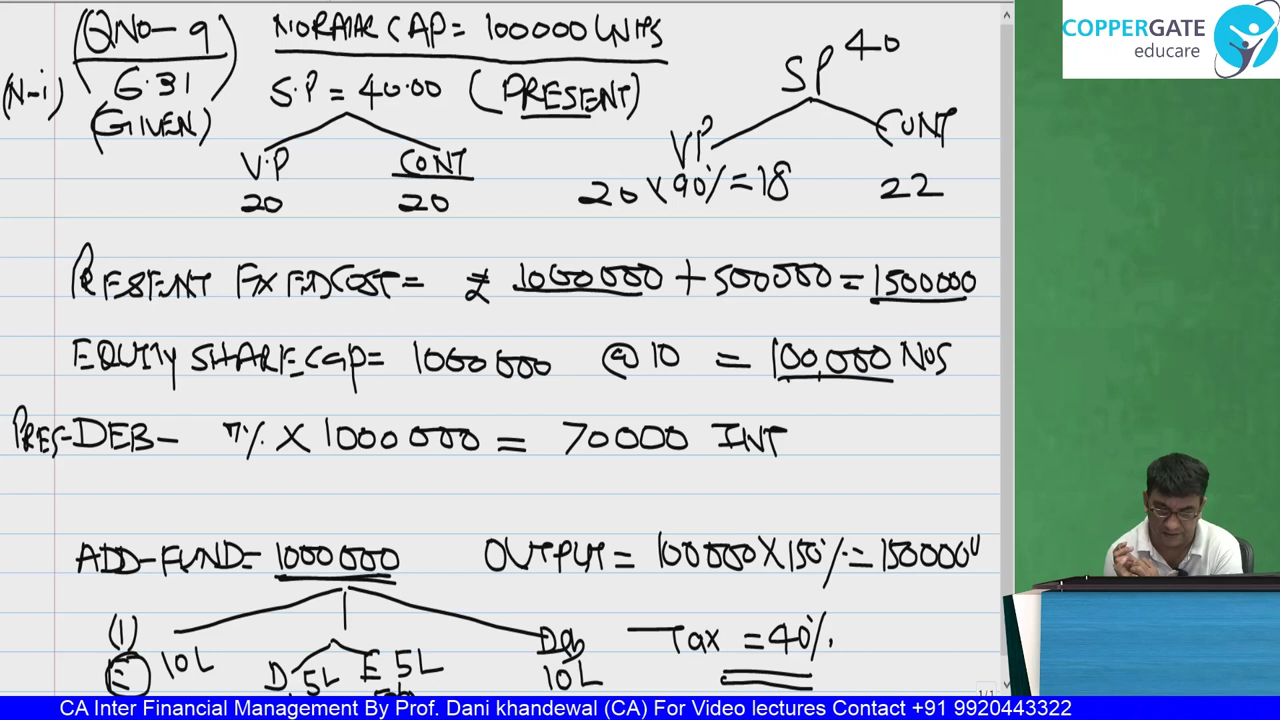 QNO-9
6.31
(N-i)
(GIVEN)
NORMAL CAP = 100000 UNITS
S.P = 40.00 (PRESENT)
V.P CONT
20 20
SP 40
VP CONT
20 X 90% = 18 22
PRESENT FIXED COST = ₤ 1000000 + 500000 = 1500000
EQUITY SHARE CAP = 1000000 @ 10 = 100,000 NOS
PRES-DEB- 7% X 1000000 = 70000 INT
ADD-FUND = 1000000 OUTPUT = 100000 X 150% = 150000U
(1)
E 10L D 5L E 5L Deb 10L
Tax = 40%
COPPERGATE
educare
1/1
CA Inter Financial Management By Prof. Dani khandewal (CA) For Video lectures Contact +91 9920443322